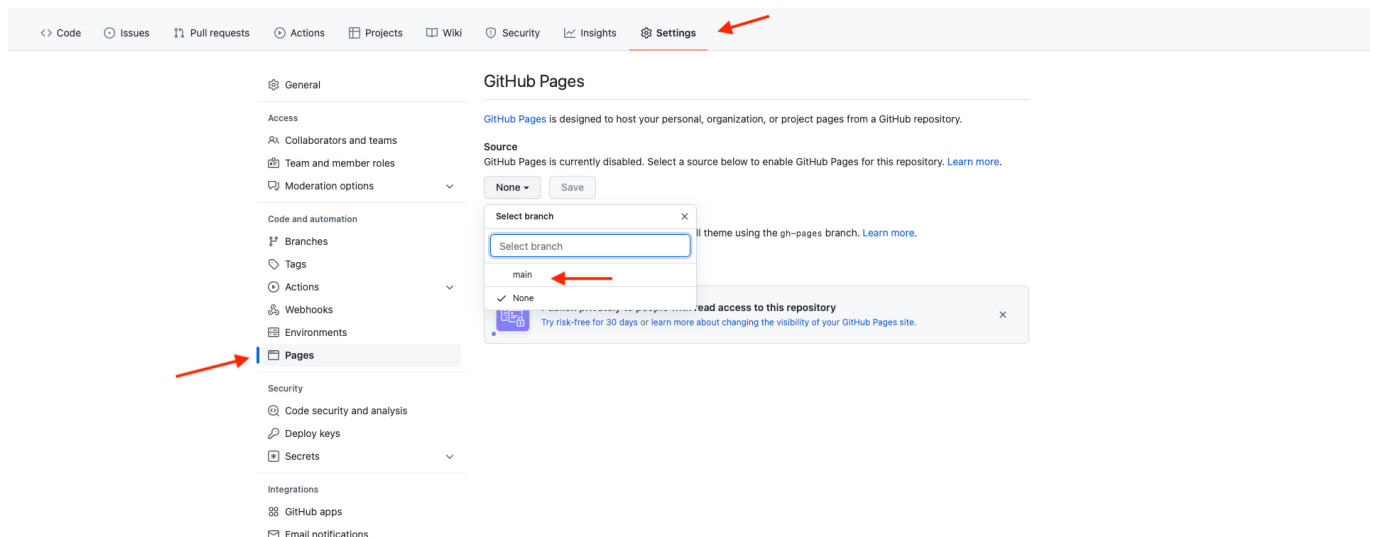 Code Issues Pull requests Actions Projects Wiki Security Insights Settings
General
Access
Collaborators and teams
Team and member roles
Moderation options
Code and automation
Branches
Tags
Actions
Webhooks
Environments
Pages
Security
Code security and analysis
Deploy keys
Secrets
Integrations
GitHub apps
Email notifications
GitHub Pages
GitHub Pages is designed to host your personal, organization, or project pages from a GitHub repository.
Source
GitHub Pages is currently disabled. Select a source below to enable GitHub Pages for this repository. Learn more.
None Save
Select branch
Select branch
main
None
theme using the gh-pages branch. Learn more.
read access to this repository
Try risk-free for 30 days or learn more about changing the visibility of your GitHub Pages site.